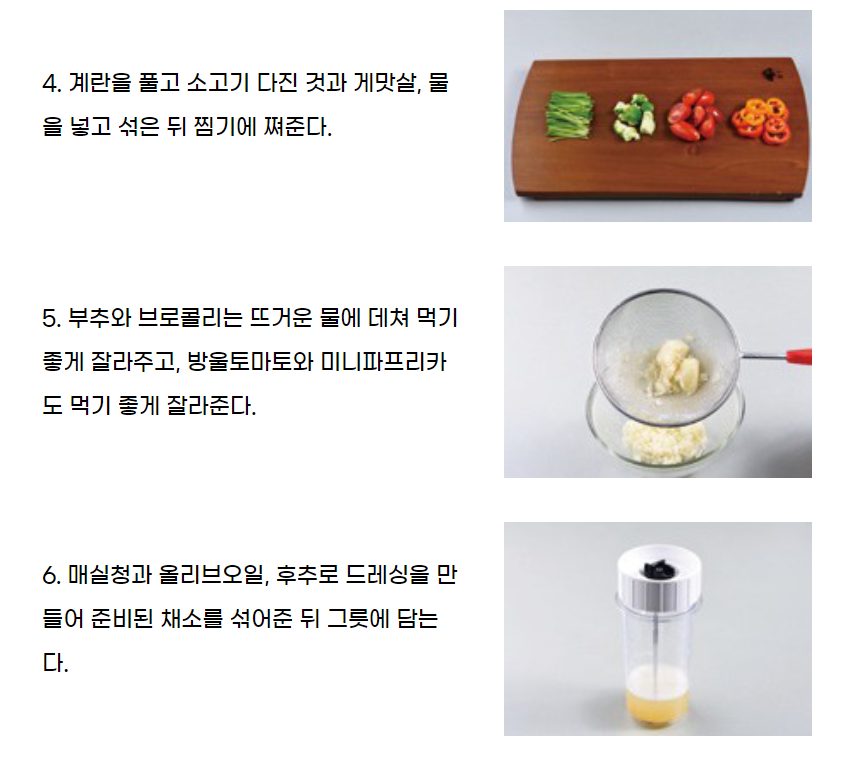 4. 계란을 풀고 소고기 다진 것과 게맛살, 물
을 넣고 섞은 뒤 찜기에 쪄준다.
5. 부추와 브로콜리는 뜨거운 물에 데쳐 먹기
좋게 잘라주고, 방울토마토와 미니파프리카
도 먹기 좋게 잘라준다.
6. 매실청과 올리브오일, 후추로 드레싱을 만
들어 준비된 채소를 섞어준 뒤 그릇에 담는
다.